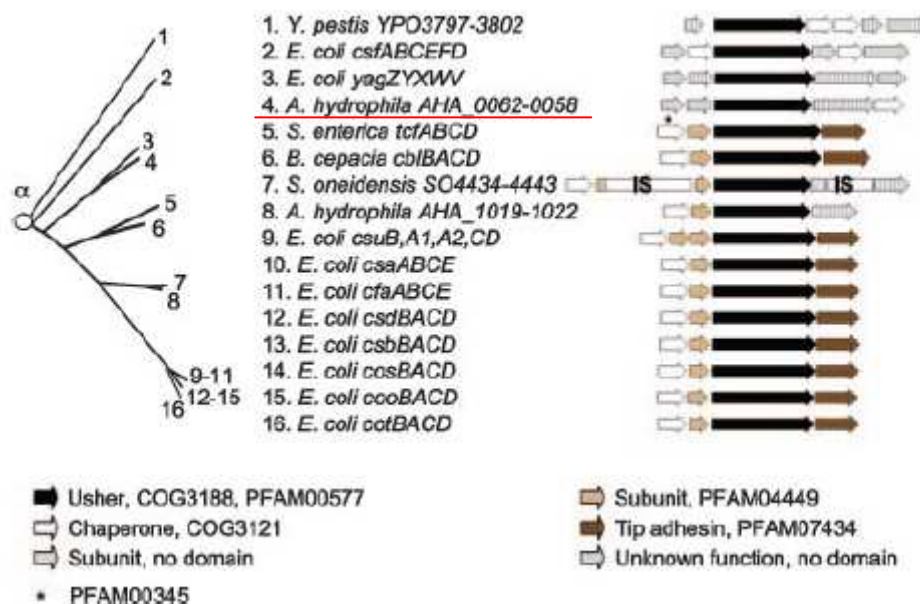 1. Y. pestis YPO3797-3802
2. E. coli csfABCEFD
3. E. coli yagZYXWV
4. A. hydrophila AHA_0062-0058
5. S. enterica tcfABCD
6. B. cepacia cblBACD
7. S. oneidensis SO4434-4443
8. A. hydrophila AHA_1019-1022
9. E. coli csuB,A1,A2,CD
10. E. coli csaABCE
11. E. coli cfaABCE
12. E. coli csdBACD
13. E. coli csbBACD
14. E. coli cosBACD
15. E. coli cooBACD
16. E. coli cotBACD
α
1
2
3
4
5
6
7
8
9-11
12-15
16
IS IS
Usher, COG3188, PFAM00577
Chaperone, COG3121
Subunit, no domain
* PFAM00345
Subunit, PFAM04449
Tip adhesin, PFAM07434
Unknown function, no domain
*